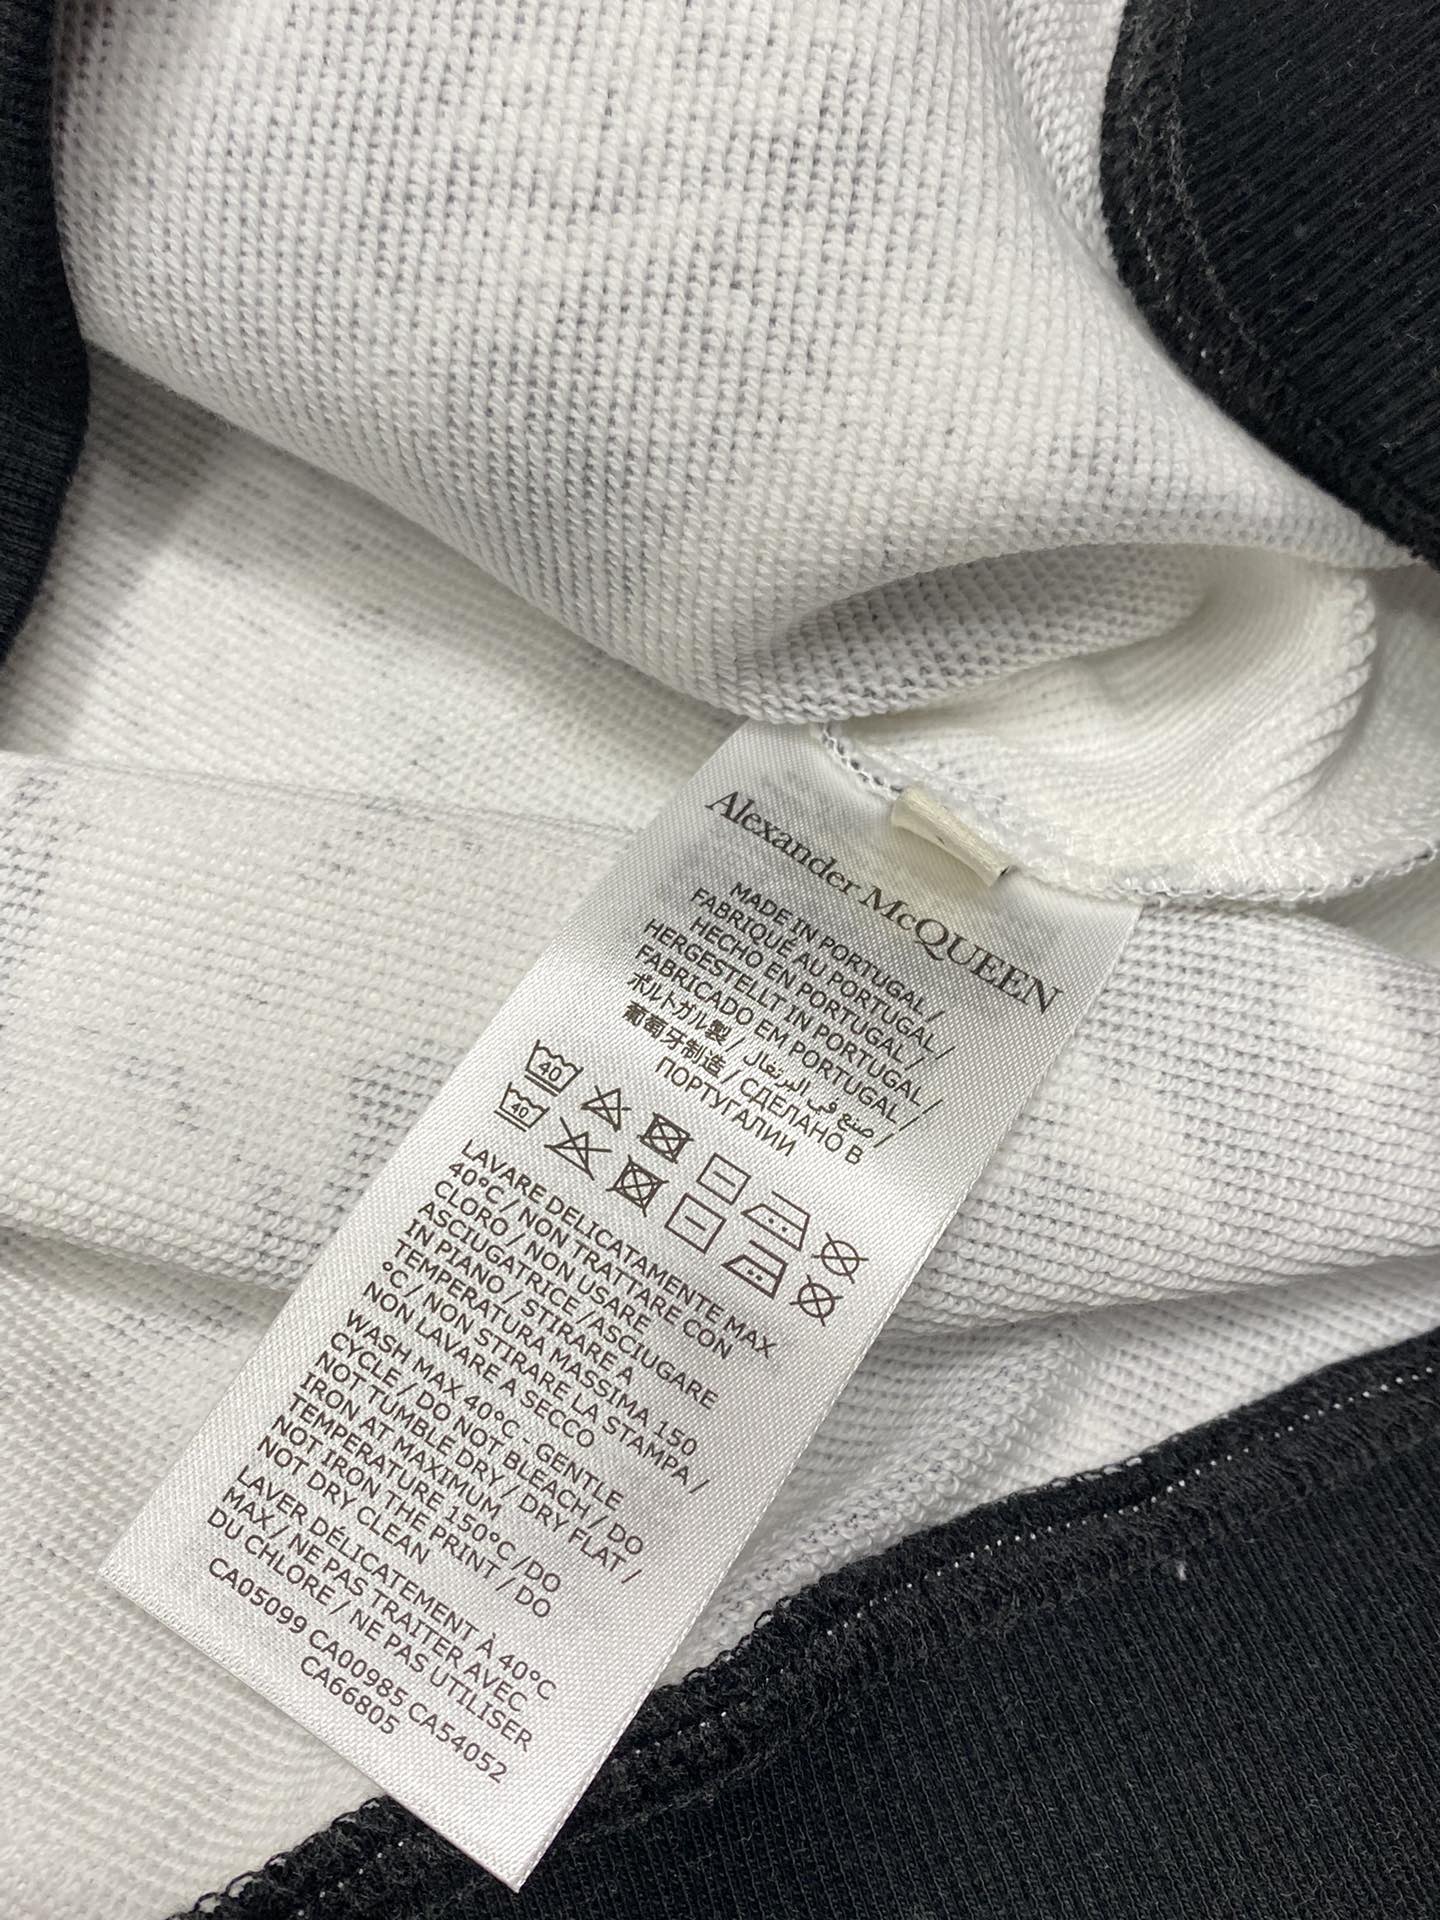 Alexander McQUEEN
MADE IN PORTUGAL /
FABRIQUÉ AU PORTUGAL /
HECHO EN PORTUGAL /
HERGESTELLT IN PORTUGAL /
FABRICADO EM PORTUGAL /
ポルトガル製 / صنع في البرتغال /
葡萄牙制造 / СДЕЛАНО В
ПОРТУГАЛИИ
40
40
LAVARE DELICATAMENTE MAX
40°C / NON TRATTARE CON
CLORO / NON USARE
ASCIUGATRICE /ASCIUGARE
IN PIANO / STIRARE A
TEMPERATURA MASSIMA 150
°C / NON STIRARE LA STAMPA /
NON LAVARE A SECCO
WASH MAX 40°C - GENTLE
CYCLE / DO NOT BLEACH / DO
NOT TUMBLE DRY / DRY FLAT /
IRON AT MAXIMUM
TEMPERATURE 150°C /DO
NOT IRON THE PRINT / DO
NOT DRY CLEAN
LAVER DÉLICATEMENT À 40°C
MAX / NE PAS TRAITER AVEC
DU CHLORE / NE PAS UTILISER
CA05099 CA00985 CA54052
CA66805